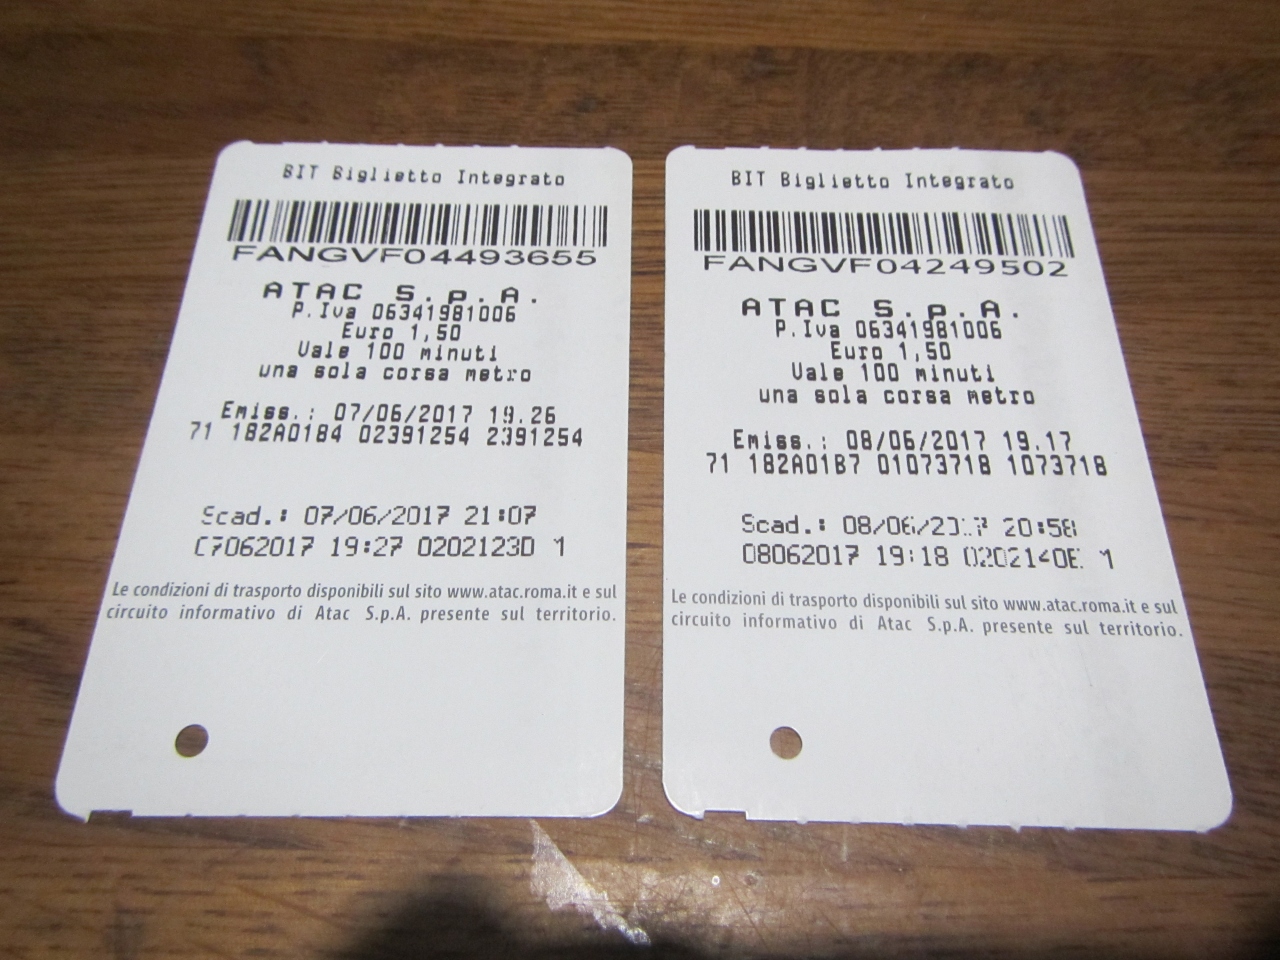 BIT Biglietto Integrato
FANGVF04493655
ATAC S.p.A.
P.Iva 06341981006
Euro 1,50
Vale 100 minuti
una sola corsa metro
Emiss.: 07/06/2017 19.26
71 182A0184 02391254 2391254
Scad.: 07/06/2017 21:07
07062017 19:27 0202123D 1
Le condizioni di trasporto disponibili sul sito www.atac.roma.it e sul
circuito informativo di Atac S.p.A. presente sul territorio.
BIT Biglietto Integrato
FANGVF04249502
ATAC S.p.A.
P.Iva 06341981006
Euro 1,50
Vale 100 minuti
una sola corsa metro
Emiss.: 08/06/2017 19.17
71 182A01B7 01073718 1073718
Scad.: 08/06/2017 20:58
08062017 19:18 1
Le condizioni di trasporto disponibili sul sito www.atac.roma.it e sul
circuito informativo di Atac S.p.A. presente sul territorio.